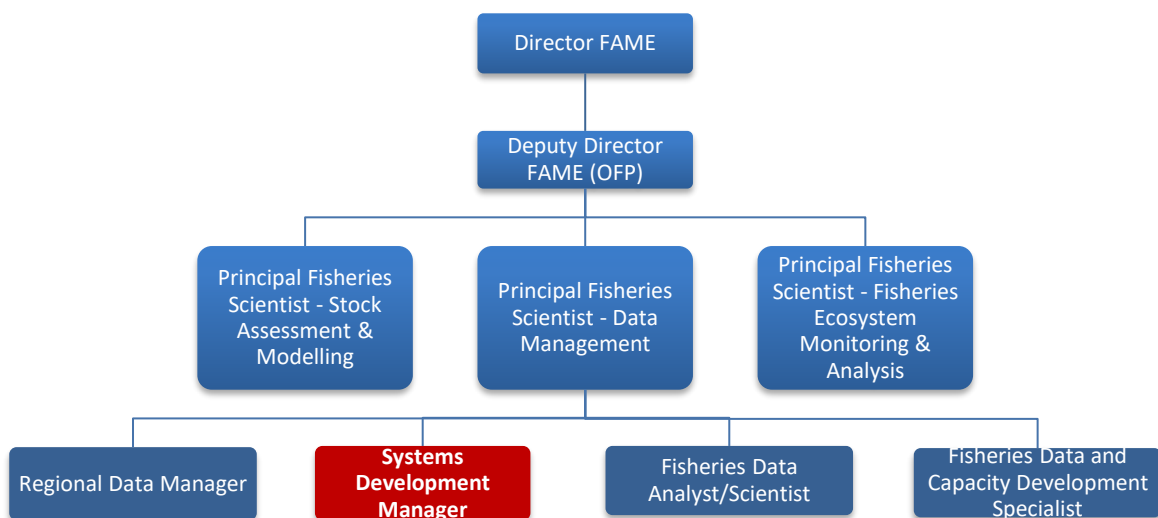 Director FAME
Deputy Director
FAME (OFP)
Principal Fisheries
Scientist - Stock
Assessment &
Modelling
Principal Fisheries
Scientist - Data
Management
Principal Fisheries
Scientist - Fisheries
Ecosystem
Monitoring &
Analysis
Regional Data Manager
Systems
Development
Manager
Fisheries Data
Analyst/Scientist
Fisheries Data and
Capacity Development
Specialist